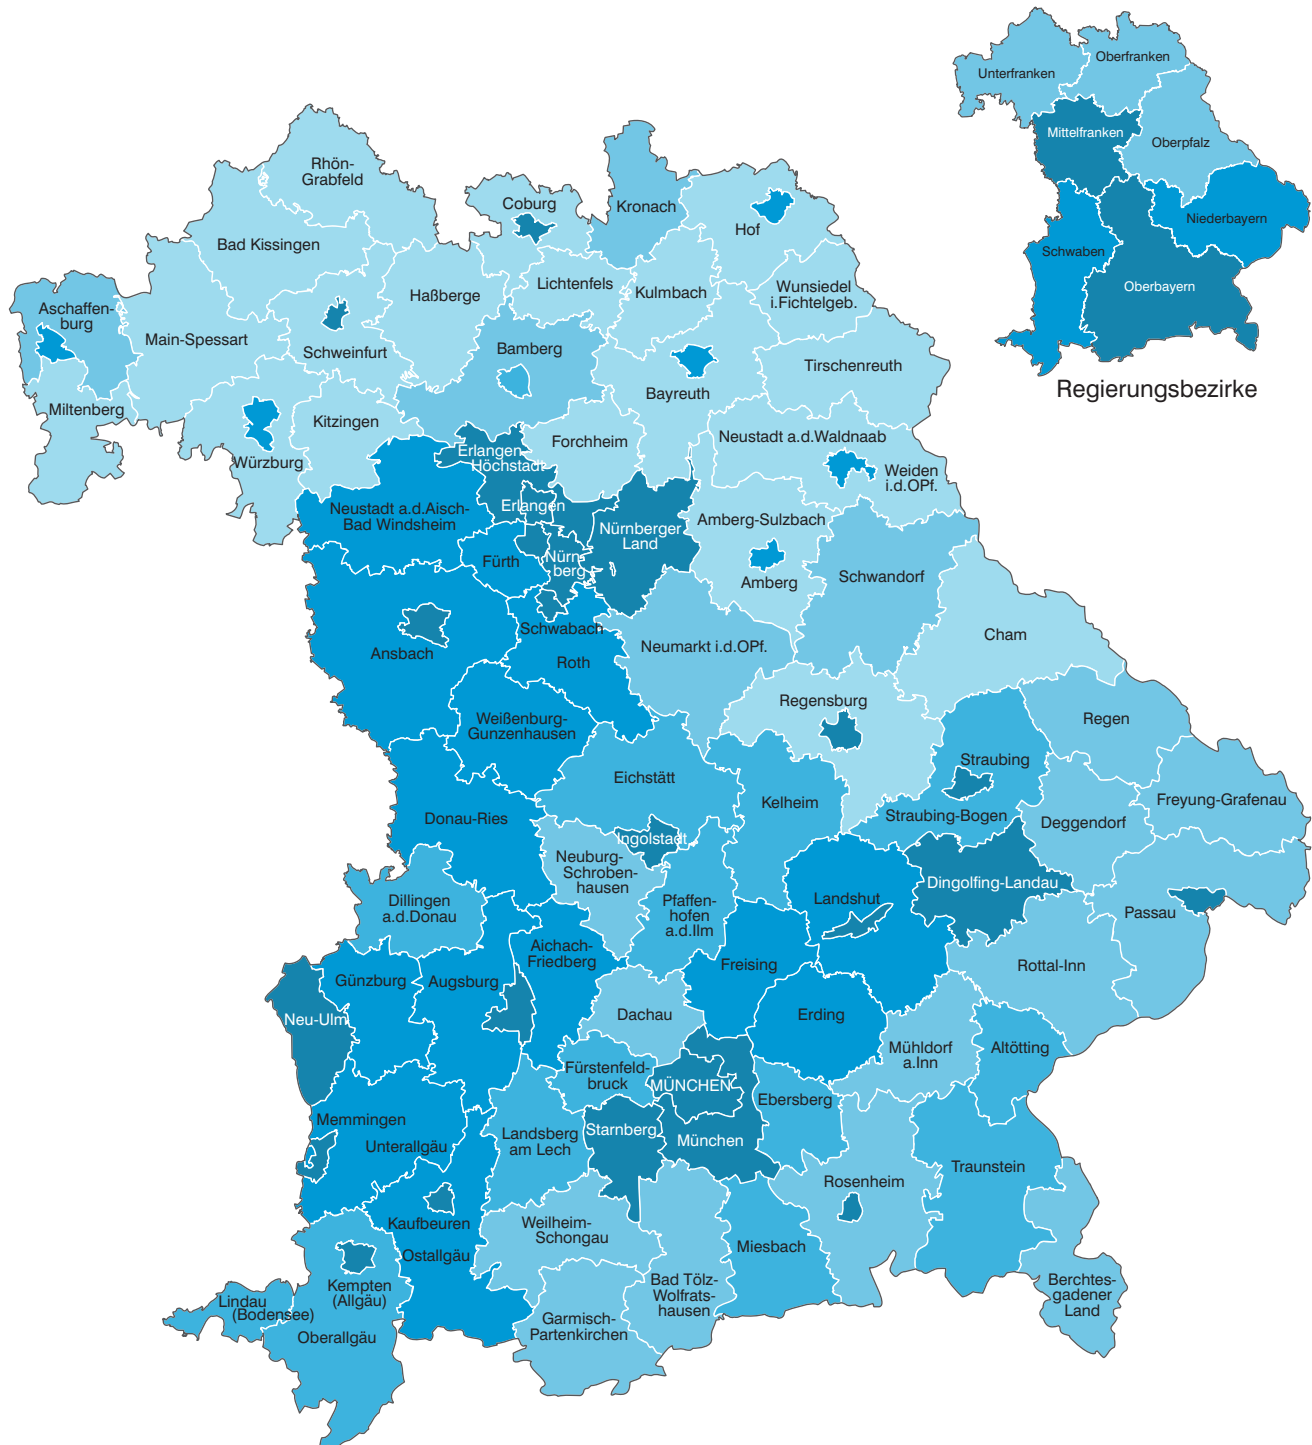 Unterfranken
Oberfranken
Mittelfranken
Oberpfalz
Niederbayern
Schwaben
Oberbayern
Regierungsbezirke
Rhön-
Grabfeld
Coburg
Kronach
Hof
Bad Kissingen
Lichtenfels
Kulmbach
Wunsiedel
i.Fichtelgeb.
Haßberge
Aschaffen-
burg
Main-Spessart
Schweinfurt
Bamberg
Tirschenreuth
Bayreuth
Miltenberg
Kitzingen
Forchheim
Neustadt a.d.Waldnaab
Würzburg
Erlangen-
Höchstadt
Weiden
i.d.OPf.
Neustadt a.d.Aisch-
Bad Windsheim
Erlangen
Nürnberger
Land
Amberg-Sulzbach
Fürth
Nürn-
berg
Amberg
Schwandorf
Schwabach
Cham
Ansbach
Roth
Neumarkt i.d.OPf.
Regensburg
Weißenburg-
Gunzenhausen
Regen
Straubing
Eichstätt
Kelheim
Freyung-Grafenau
Donau-Ries
Straubing-Bogen
Deggendorf
Ingolstadt
Neuburg-
Schroben-
hausen
Dingolfing-Landau
Dillingen
a.d.Donau
Pfaffen-
hofen
a.d.Ilm
Landshut
Passau
Aichach-
Friedberg
Freising
Rottal-Inn
Günzburg
Augsburg
Neu-Ulm
Dachau
Erding
Mühldorf
a.Inn
Altötting
Fürstenfeld-
bruck
MÜNCHEN
Ebersberg
Memmingen
Unterallgäu
Landsberg
am Lech
Starnberg
München
Traunstein
Rosenheim
Kaufbeuren
Weilheim-
Schongau
Ostallgäu
Miesbach
Kempten
(Allgäu)
Bad Tölz-
Wolfrats-
hausen
Berchtes-
gadener
Land
Lindau
(Bodensee)
Oberallgäu
Garmisch-
Partenkirchen